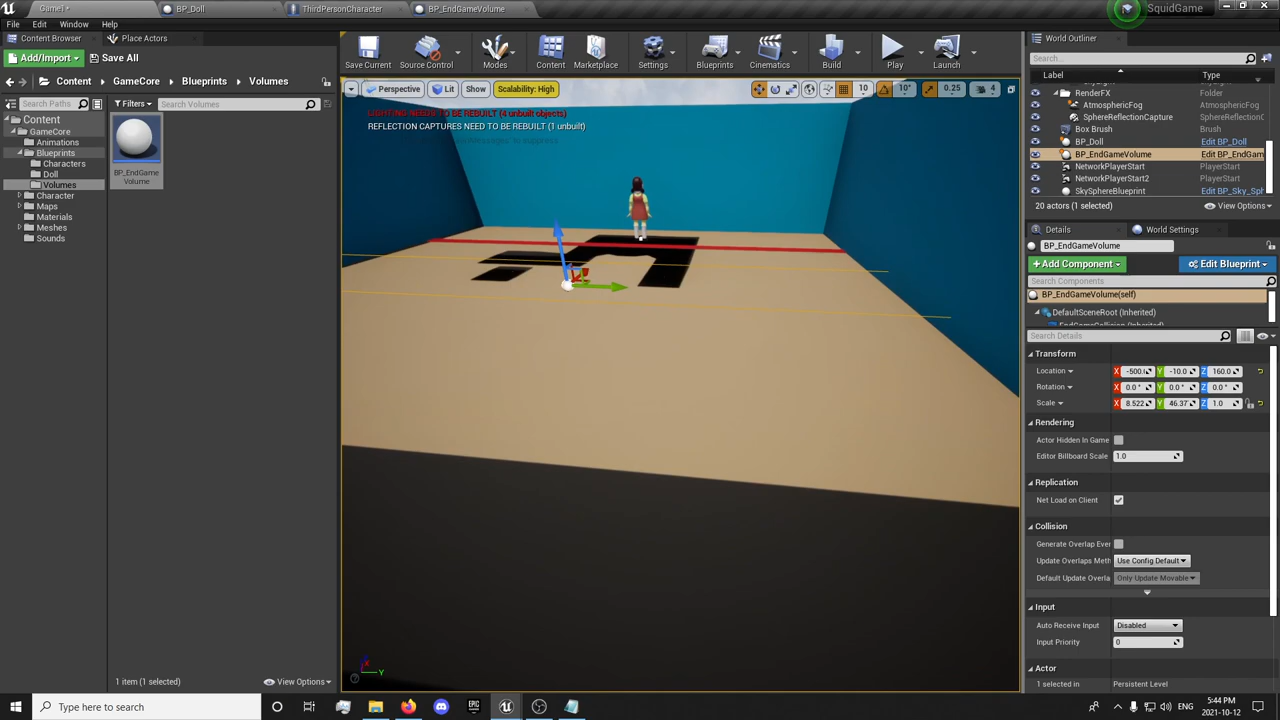 Game1*
BP_Doll
ThirdPersonCharacter
BP_EndGameVolume
SquidGame
File Edit Window Help
Content Browser
Place Actors
Add/Import
Save All
Content
GameCore
Blueprints
Volumes
Search Paths
Filters
Search Volumes
Content
GameCore
Animations
Blueprints
Characters
Doll
Volumes
Character
Maps
Materials
Meshes
Sounds
BP_EndGame
Volume
1 item (1 selected)
View Options
Save Current
Source Control
Modes
Content
Marketplace
Settings
Blueprints
Cinematics
Build
Play
Launch
Perspective
Lit
Show
Scalability: High
10
10°
0.25
4
LIGHTING NEEDS TO BE REBUILT (4 unbuilt objects)
REFLECTION CAPTURES NEED TO BE REBUILT (1 unbuilt)
X
Y
World Outliner
Search...
Label
Type
RenderFX Folder
AtmosphericFog AtmosphericFog
SphereReflectionCapture SphereReflectionC
Box Brush Brush
BP_Doll Edit BP_Doll
BP_EndGameVolume Edit BP_EndGam
NetworkPlayerStart PlayerStart
NetworkPlayerStart2 PlayerStart
SkySphereBlueprint Edit BP_Sky_Sph
20 actors (1 selected)
View Options
Details
World Settings
BP_EndGameVolume
Add Component
Edit Blueprint
Search Components
BP_EndGameVolume(self)
DefaultSceneRoot (Inherited)
EndGameCollision (Inherited)
Search Details
Transform
Location X -500.( Y -10.0 Z 160.0
Rotation X 0.0 ° Y 0.0 ° Z 0.0 °
Scale X 8.522 Y 46.37 Z 1.0
Rendering
Actor Hidden In Game
Editor Billboard Scale 1.0
Replication
Net Load on Client
Collision
Generate Overlap Ever
Update Overlaps Meth Use Config Default
Default Update Overla Only Update Movable
Input
Auto Receive Input Disabled
Input Priority 0
Actor
1 selected in Persistent Level
Type here to search
5:44 PM
2021-10-12